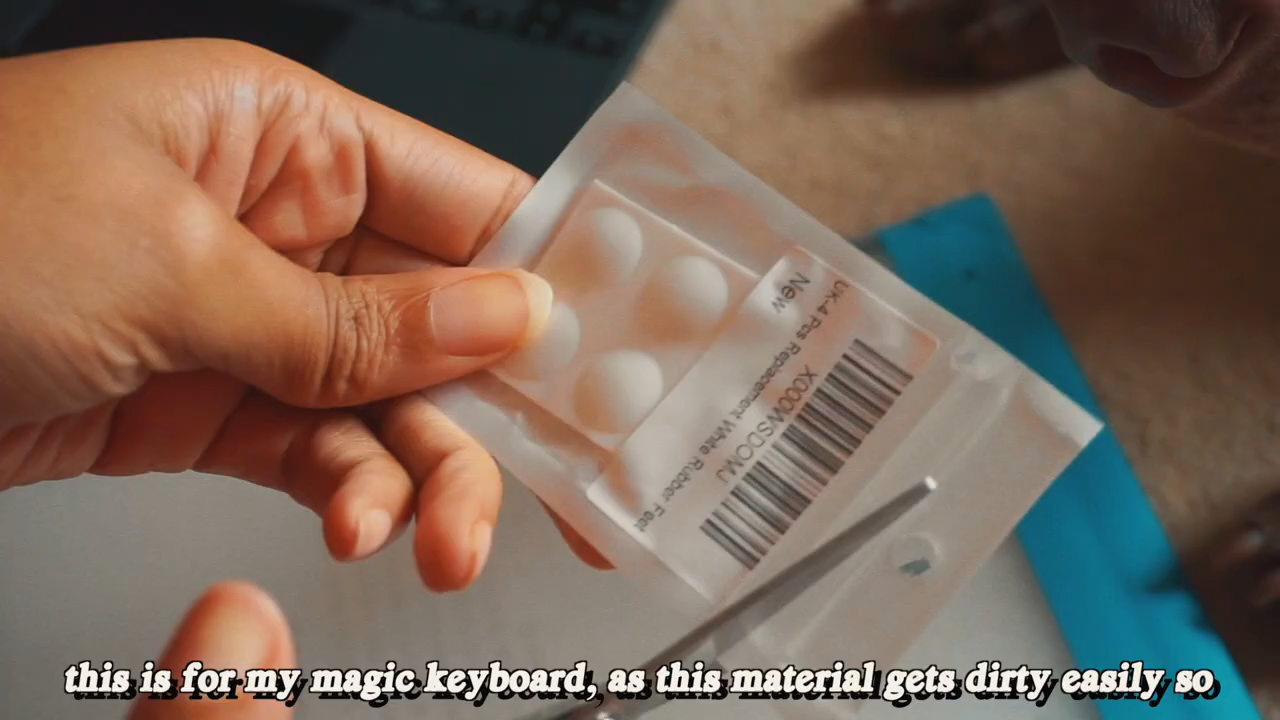 New
UK-4 Pcs Replacement White Rubber Feet
X000WSDOMJ
this is for my magic keyboard, as this material gets dirty easily so